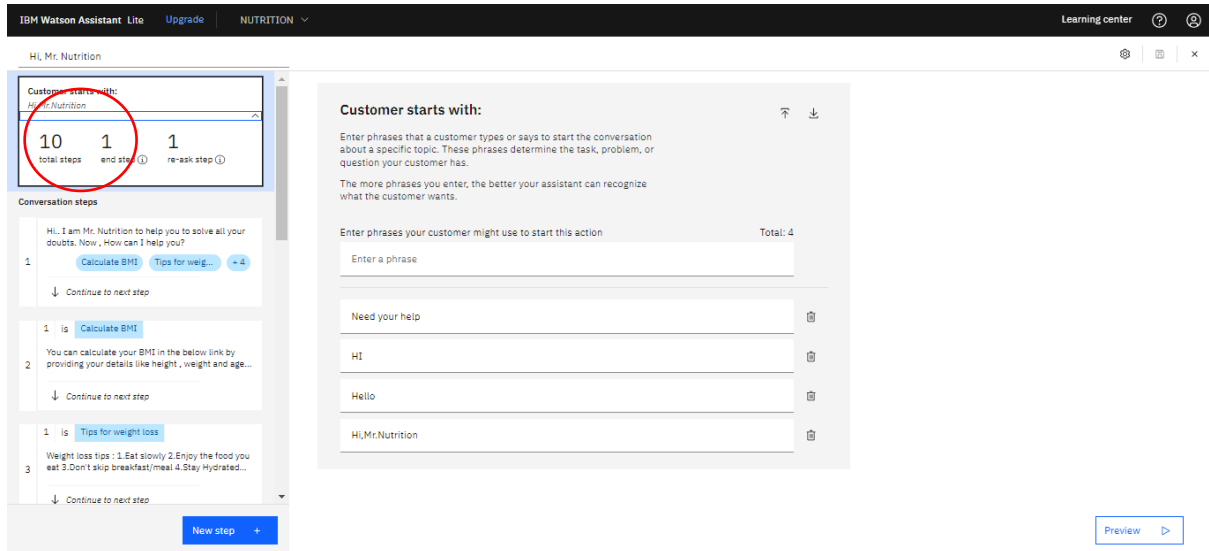 IBM Watson Assistant Lite Upgrade NUTRITION Learning center
Hi, Mr. Nutrition
Customer starts with:
Hi,Mr.Nutrition
10 1 1
total steps end step re-ask step
Conversation steps
1
Hi.. I am Mr. Nutrition to help you to solve all your
doubts. Now , How can I help you?
Calculate BMI Tips for weig... + 4
Continue to next step
2
1 is Calculate BMI
You can calculate your BMI in the below link by
providing your details like height , weight and age...
Continue to next step
3
1 is Tips for weight loss
Weight loss tips : 1.Eat slowly 2.Enjoy the food you
eat 3.Don't skip breakfast/meal 4.Stay Hydrated...
Continue to next step
New step +
Customer starts with:
Enter phrases that a customer types or says to start the conversation
about a specific topic. These phrases determine the task, problem, or
question your customer has.
The more phrases you enter, the better your assistant can recognize
what the customer wants.
Enter phrases your customer might use to start this action Total: 4
Enter a phrase
Need your help
HI
Hello
Hi,Mr.Nutrition
Preview